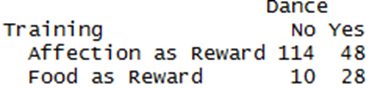 Dance
Training No Yes
Affection as Reward 114 48
Food as Reward 10 28